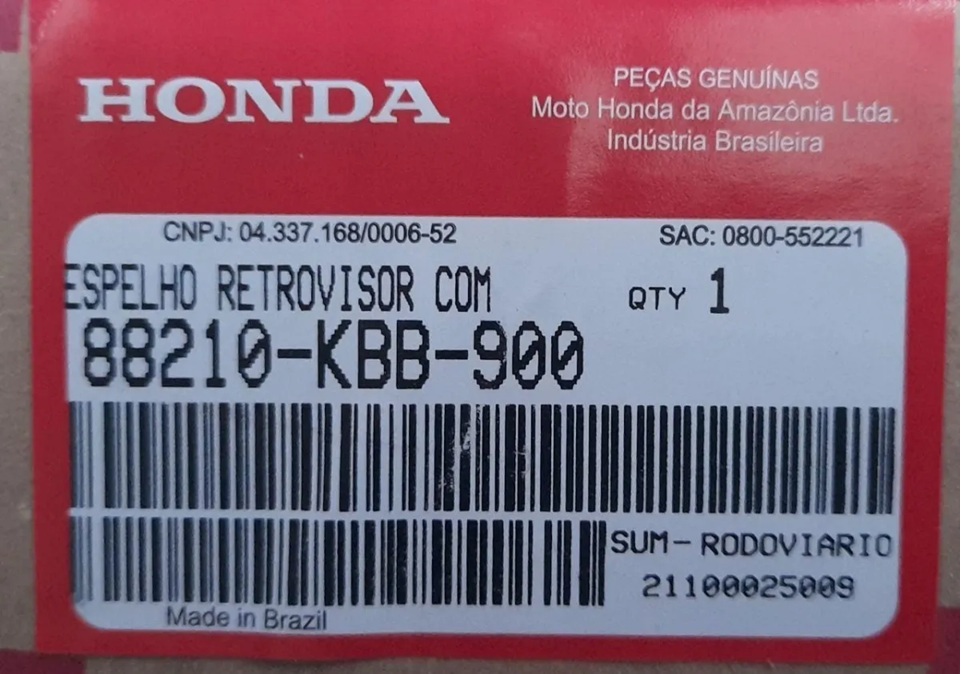 HONDA
PEÇAS GENUÍNAS
Moto Honda da Amazônia Ltda.
Indústria Brasileira
CNPJ: 04.337.168/0006-52
SAC: 0800-552221
ESPELHO RETROVISOR COM
QTY 1
88210-KBB-900
SUM-RODOVIARIO
21100025009
Made in Brazil